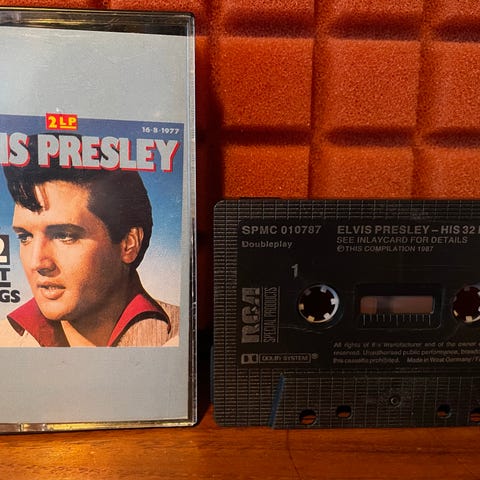 2 LP
16-8-1977
IS PRESLEY
2
T
GS
SPMC 010787
Doubleplay
ELVIS PRESLEY – HIS 32
SEE INLAYCARD FOR DETAILS
℗THIS COMPILATION 1987
1
RCA
SPECIAL PRODUCTS
DOLBY SYSTEM
All rights of the manufacturer and of the owner
reserved. Unauthorised public performance,
this cassette prohibited. Made in West Germany